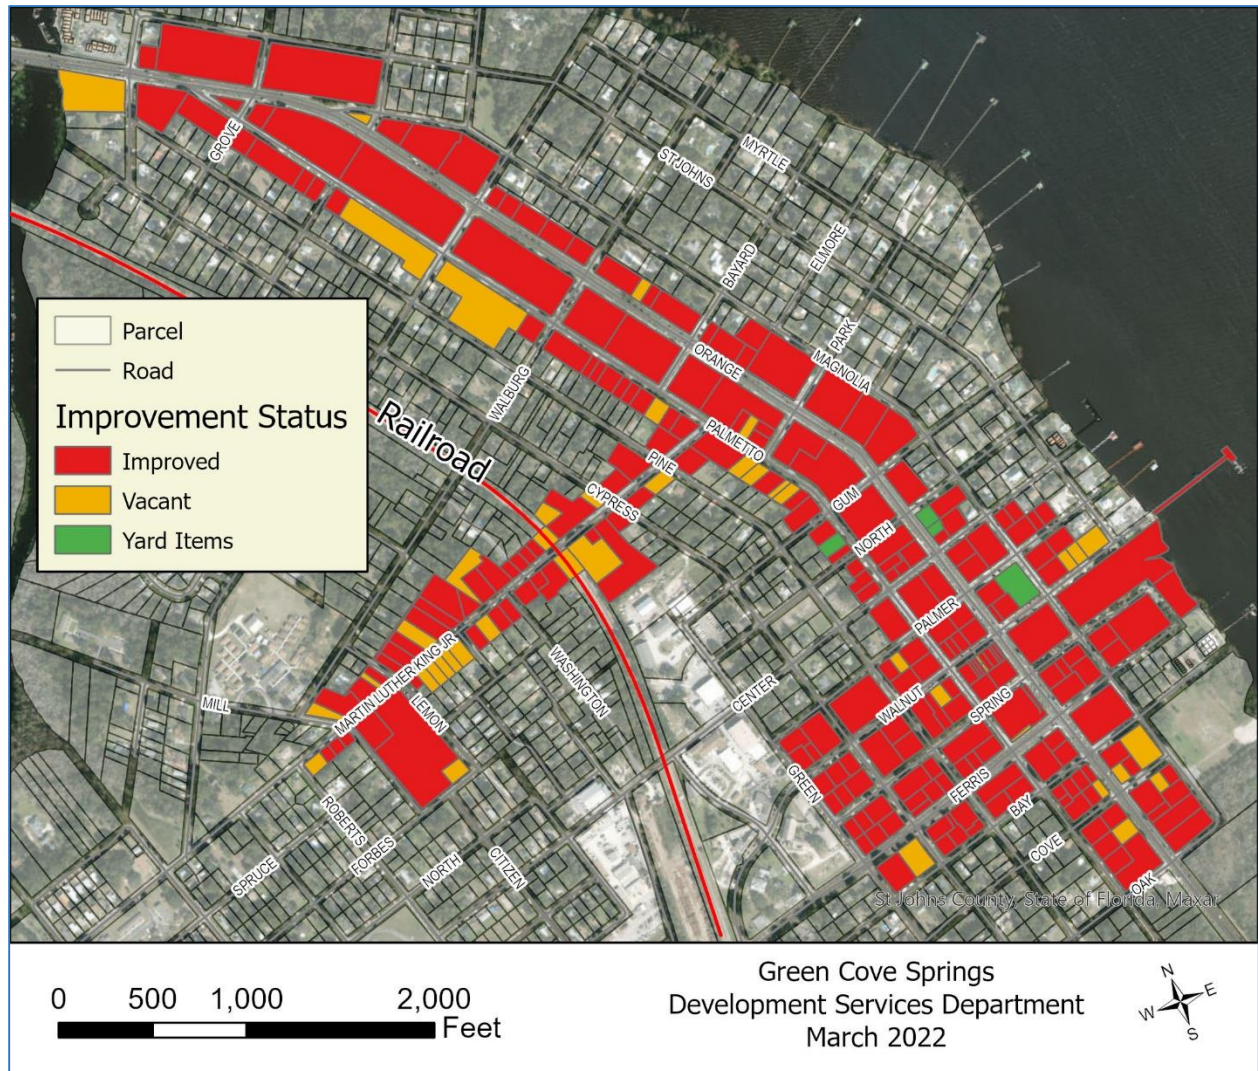 MYRTLE
ST JOHNS
GROVE
ELMORE
BAYARD
PARK
ORANGE
MAGNOLIA
WALBURG
Railroad
PALMETTO
PINE
CYPRESS
GUM
NORTH
PALMER
WASHINGTON
MARTIN LUTHER KING JR
LEMON
MILL
CENTER
WALNUT
SPRING
GREEN
FERRIS
BAY
COVE
OAK
ROBERTS
FORBES
SPRUCE
NORTH
CITIZEN
Parcel
Road
Improvement Status
Improved
Vacant
Yard Items
St Johns County, State of Florida, Maxar
0 500 1,000 2,000
Feet
Green Cove Springs
Development Services Department
March 2022
N
E
W
S